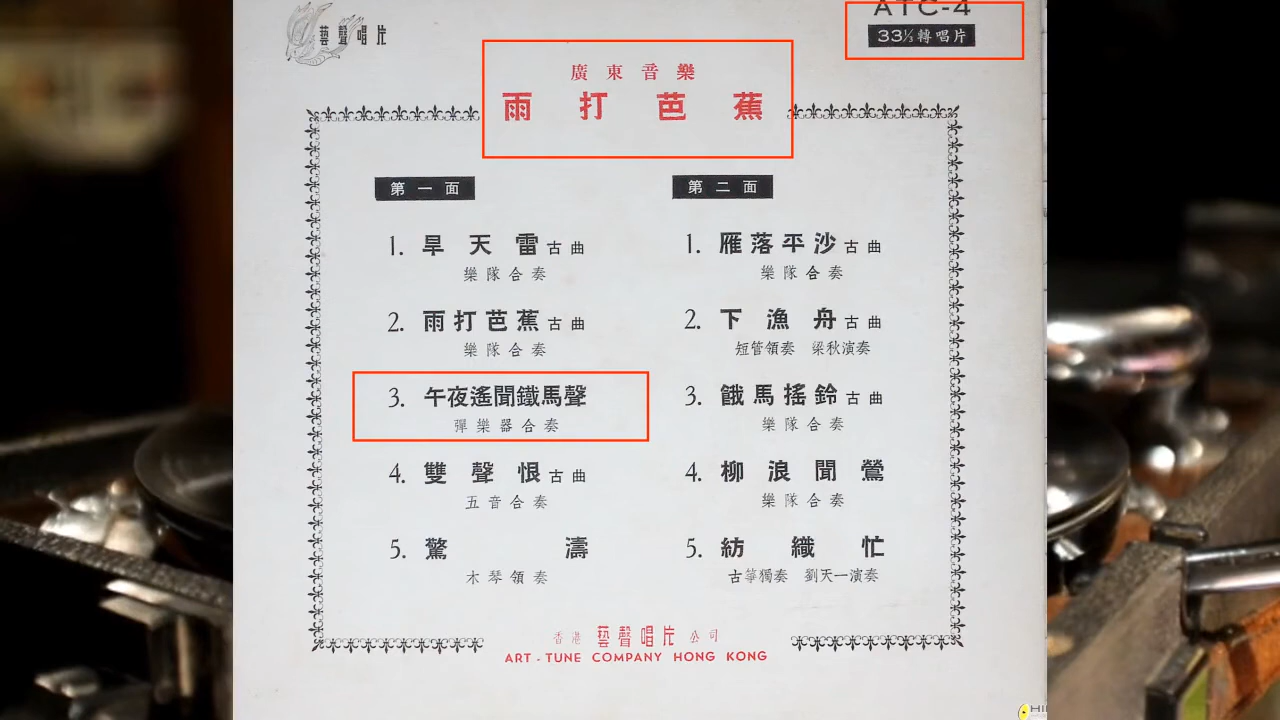 藝聲唱片
ATC-4
33⅓轉唱片
廣東音樂
雨打芭蕉
第一面
1. 旱天雷 古曲
樂隊合奏
2. 雨打芭蕉 古曲
樂隊合奏
3. 午夜遙聞鐵馬聲
彈樂器合奏
4. 雙聲恨 古曲
五音合奏
5. 驚濤
木琴領奏
第二面
1. 雁落平沙 古曲
樂隊合奏
2. 下漁舟 古曲
短管領奏 梁秋演奏
3. 餓馬搖鈴 古曲
樂隊合奏
4. 柳浪聞鶯
樂隊合奏
5. 紡織忙
古箏獨奏 劉天一演奏
香港藝聲唱片公司
ART-TUNE COMPANY HONG KONG